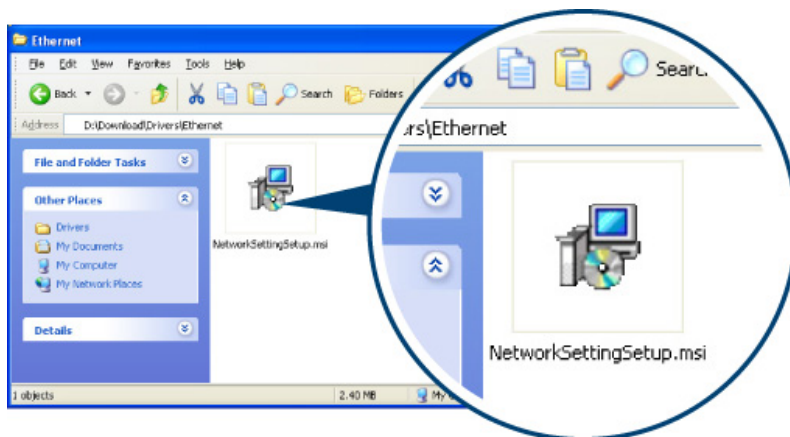 Ethernet
File Edit View Favorites Tools Help
Back Search Folders
Address D:\Download\Drivers\Ethernet
File and Folder Tasks
Other Places
Drivers
My Documents
My Computer
My Network Places
Details
NetworkSettingSetup.msi
1 objects 2.40 MB My
Searc
rs\Ethernet
NetworkSettingSetup.msi